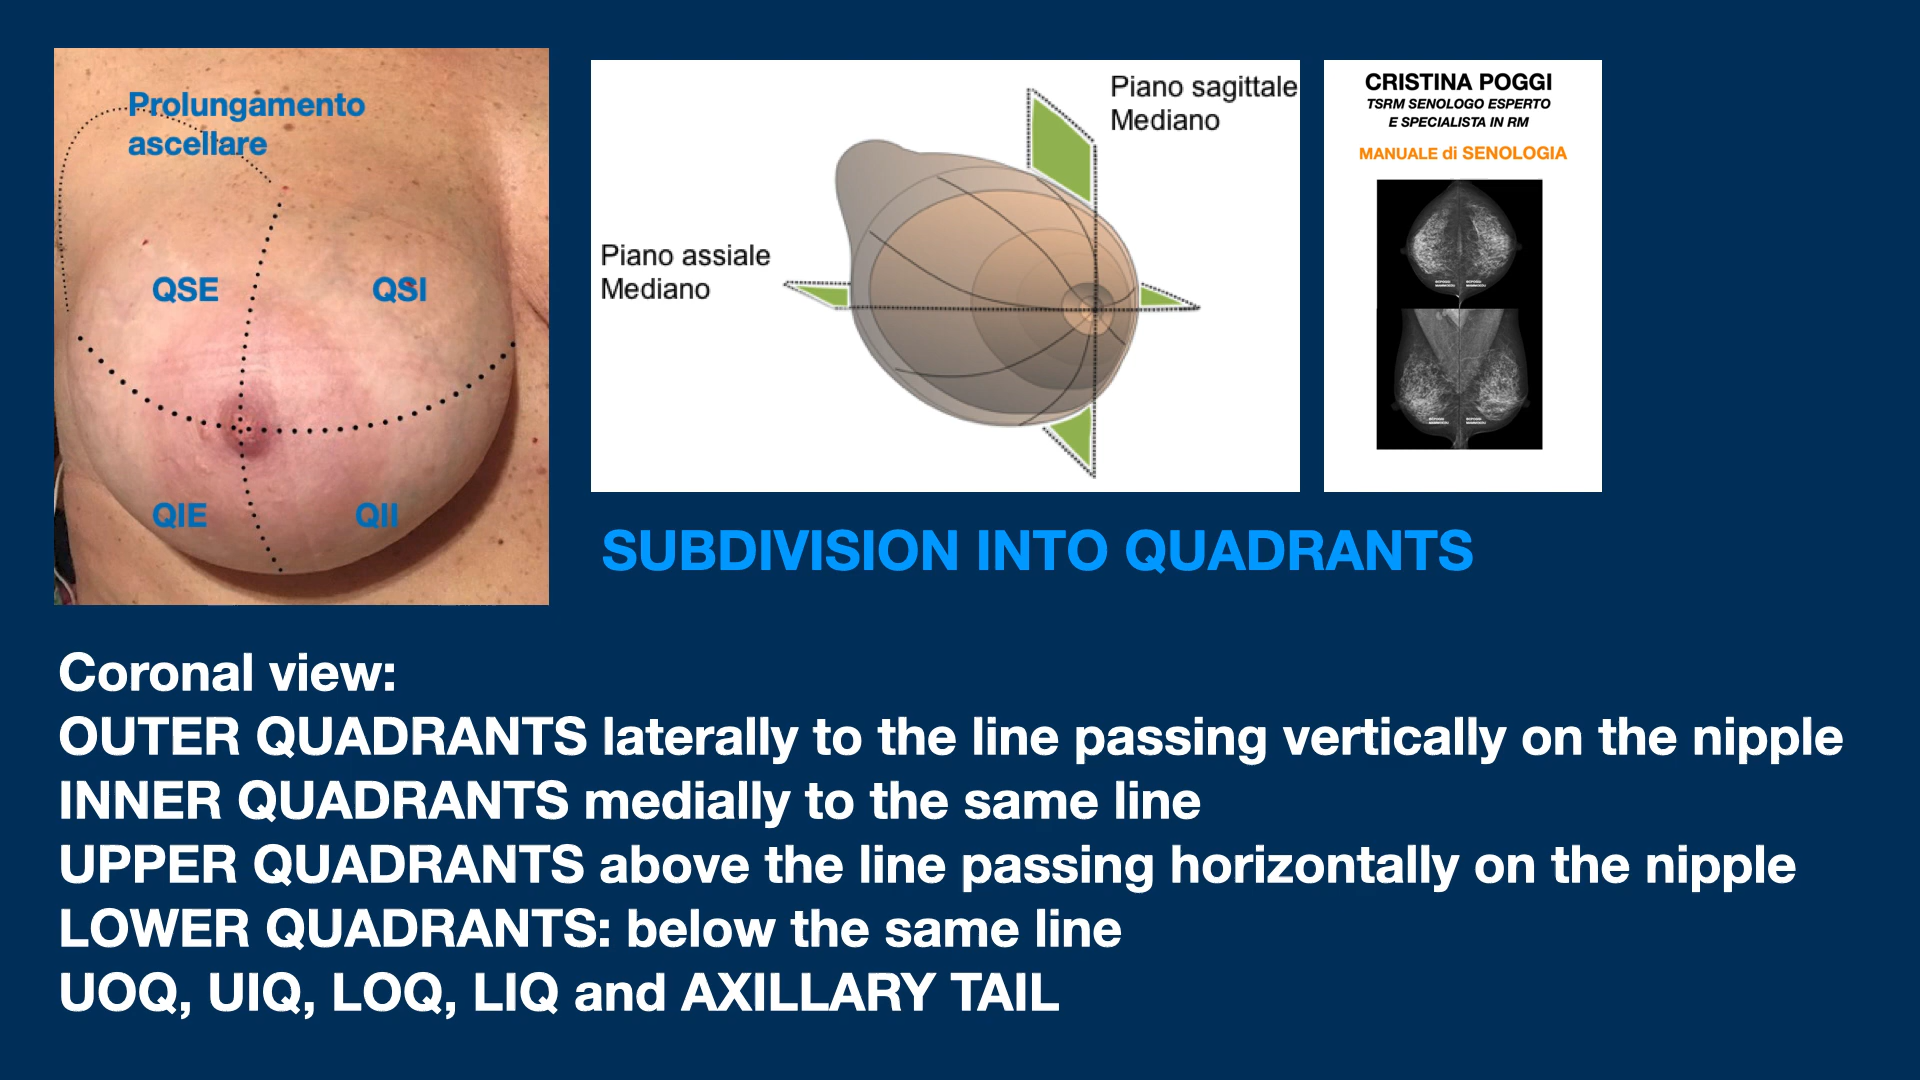 Prolungamento
ascellare
QSE
QSI
QIE
QII
Piano sagittale
Mediano
Piano assiale
Mediano
CRISTINA POGGI
TSRM SENOLOGO ESPERTO
E SPECIALISTA IN RM
MANUALE di SENOLOGIA
SUBDIVISION INTO QUADRANTS
Coronal view:
OUTER QUADRANTS laterally to the line passing vertically on the nipple
INNER QUADRANTS medially to the same line
UPPER QUADRANTS above the line passing horizontally on the nipple
LOWER QUADRANTS: below the same line
UOQ, UIQ, LOQ, LIQ and AXILLARY TAIL